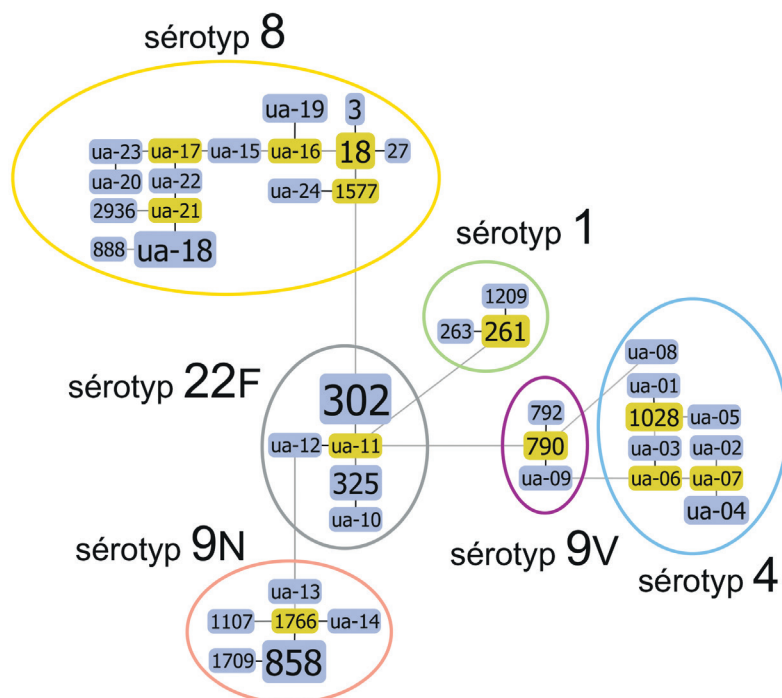 sérotyp 8
ua-19 3
ua-23 ua-17 ua-15 ua-16 18 27
ua-20 ua-22 ua-24 1577
2936 ua-21
888 ua-18
sérotyp 1
1209
263 261
sérotyp 22F
302
ua-12 ua-11
325
ua-10
792
790
ua-09
sérotyp 9V
ua-08
ua-01
1028 ua-05
ua-03 ua-02
ua-06 ua-07
ua-04
sérotyp 4
sérotyp 9N
ua-13
1107 1766 ua-14
1709 858